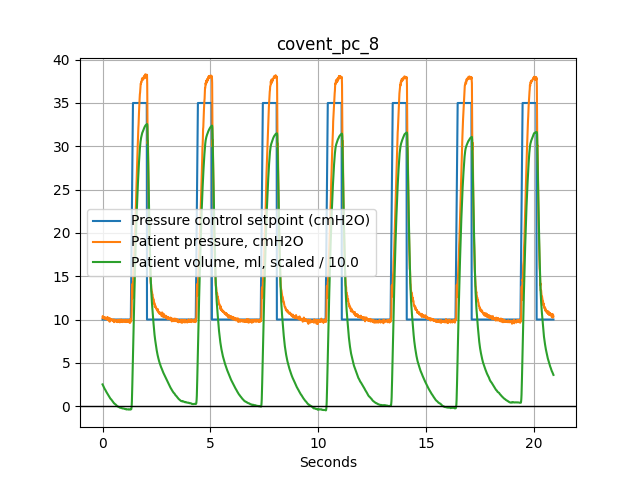 covent_pc_8
40
35
30
25
20
15
10
5
0
Pressure control setpoint (cmH2O)
Patient pressure, cmH2O
Patient volume, ml, scaled / 10.0
0 5 10 15 20
Seconds